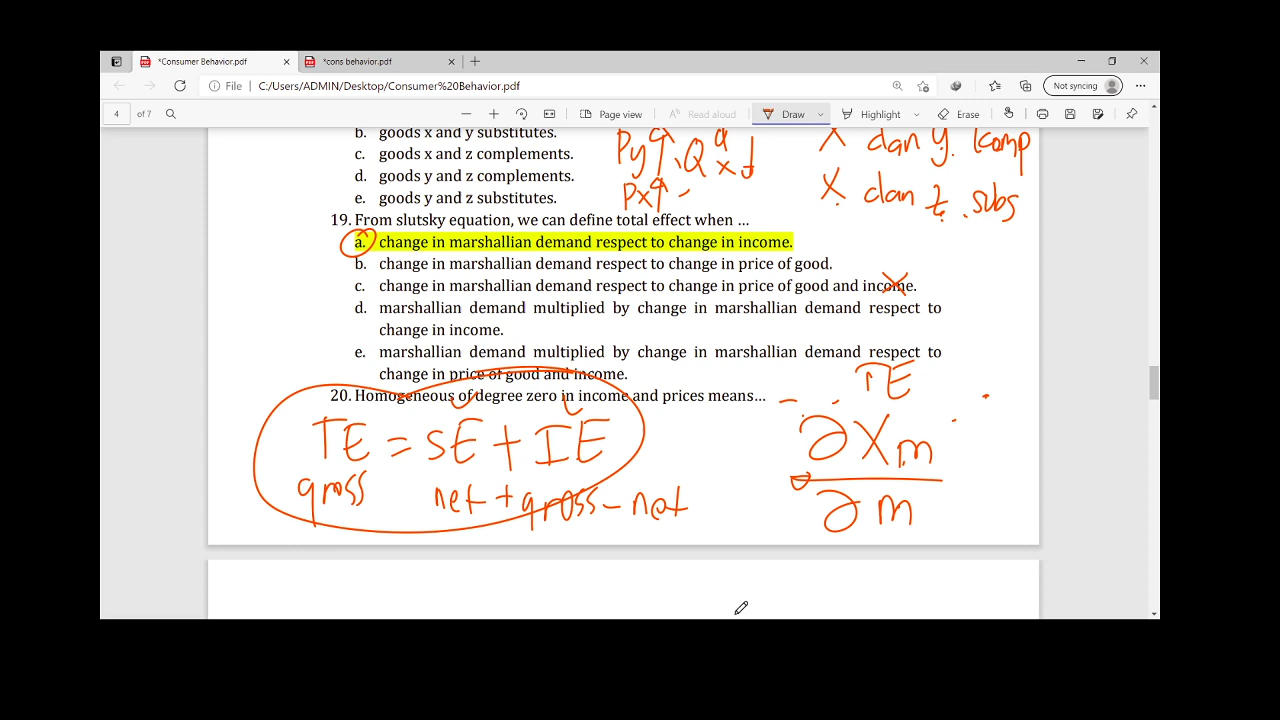 *Consumer Behavior.pdf
*cons behavior.pdf
File C:/Users/ADMIN/Desktop/Consumer%20Behavior.pdf
Not syncing
4 of 7
Page view
Read aloud
Draw
Highlight
Erase
b. goods x and y substitutes.
c. goods x and z complements.
d. goods y and z complements.
e. goods y and z substitutes.
Py Q x
Px
X dan y komp
X dan z subs
19. From slutsky equation, we can define total effect when …
a. change in marshallian demand respect to change in income.
b. change in marshallian demand respect to change in price of good.
c. change in marshallian demand respect to change in price of good and income.
d. marshallian demand multiplied by change in marshallian demand respect to
change in income.
e. marshallian demand multiplied by change in marshallian demand respect to
change in price of good and income.
20. Homogeneous of degree zero in income and prices means…
TE = SE + IE
gross net + gross - net
∂Xm
∂m